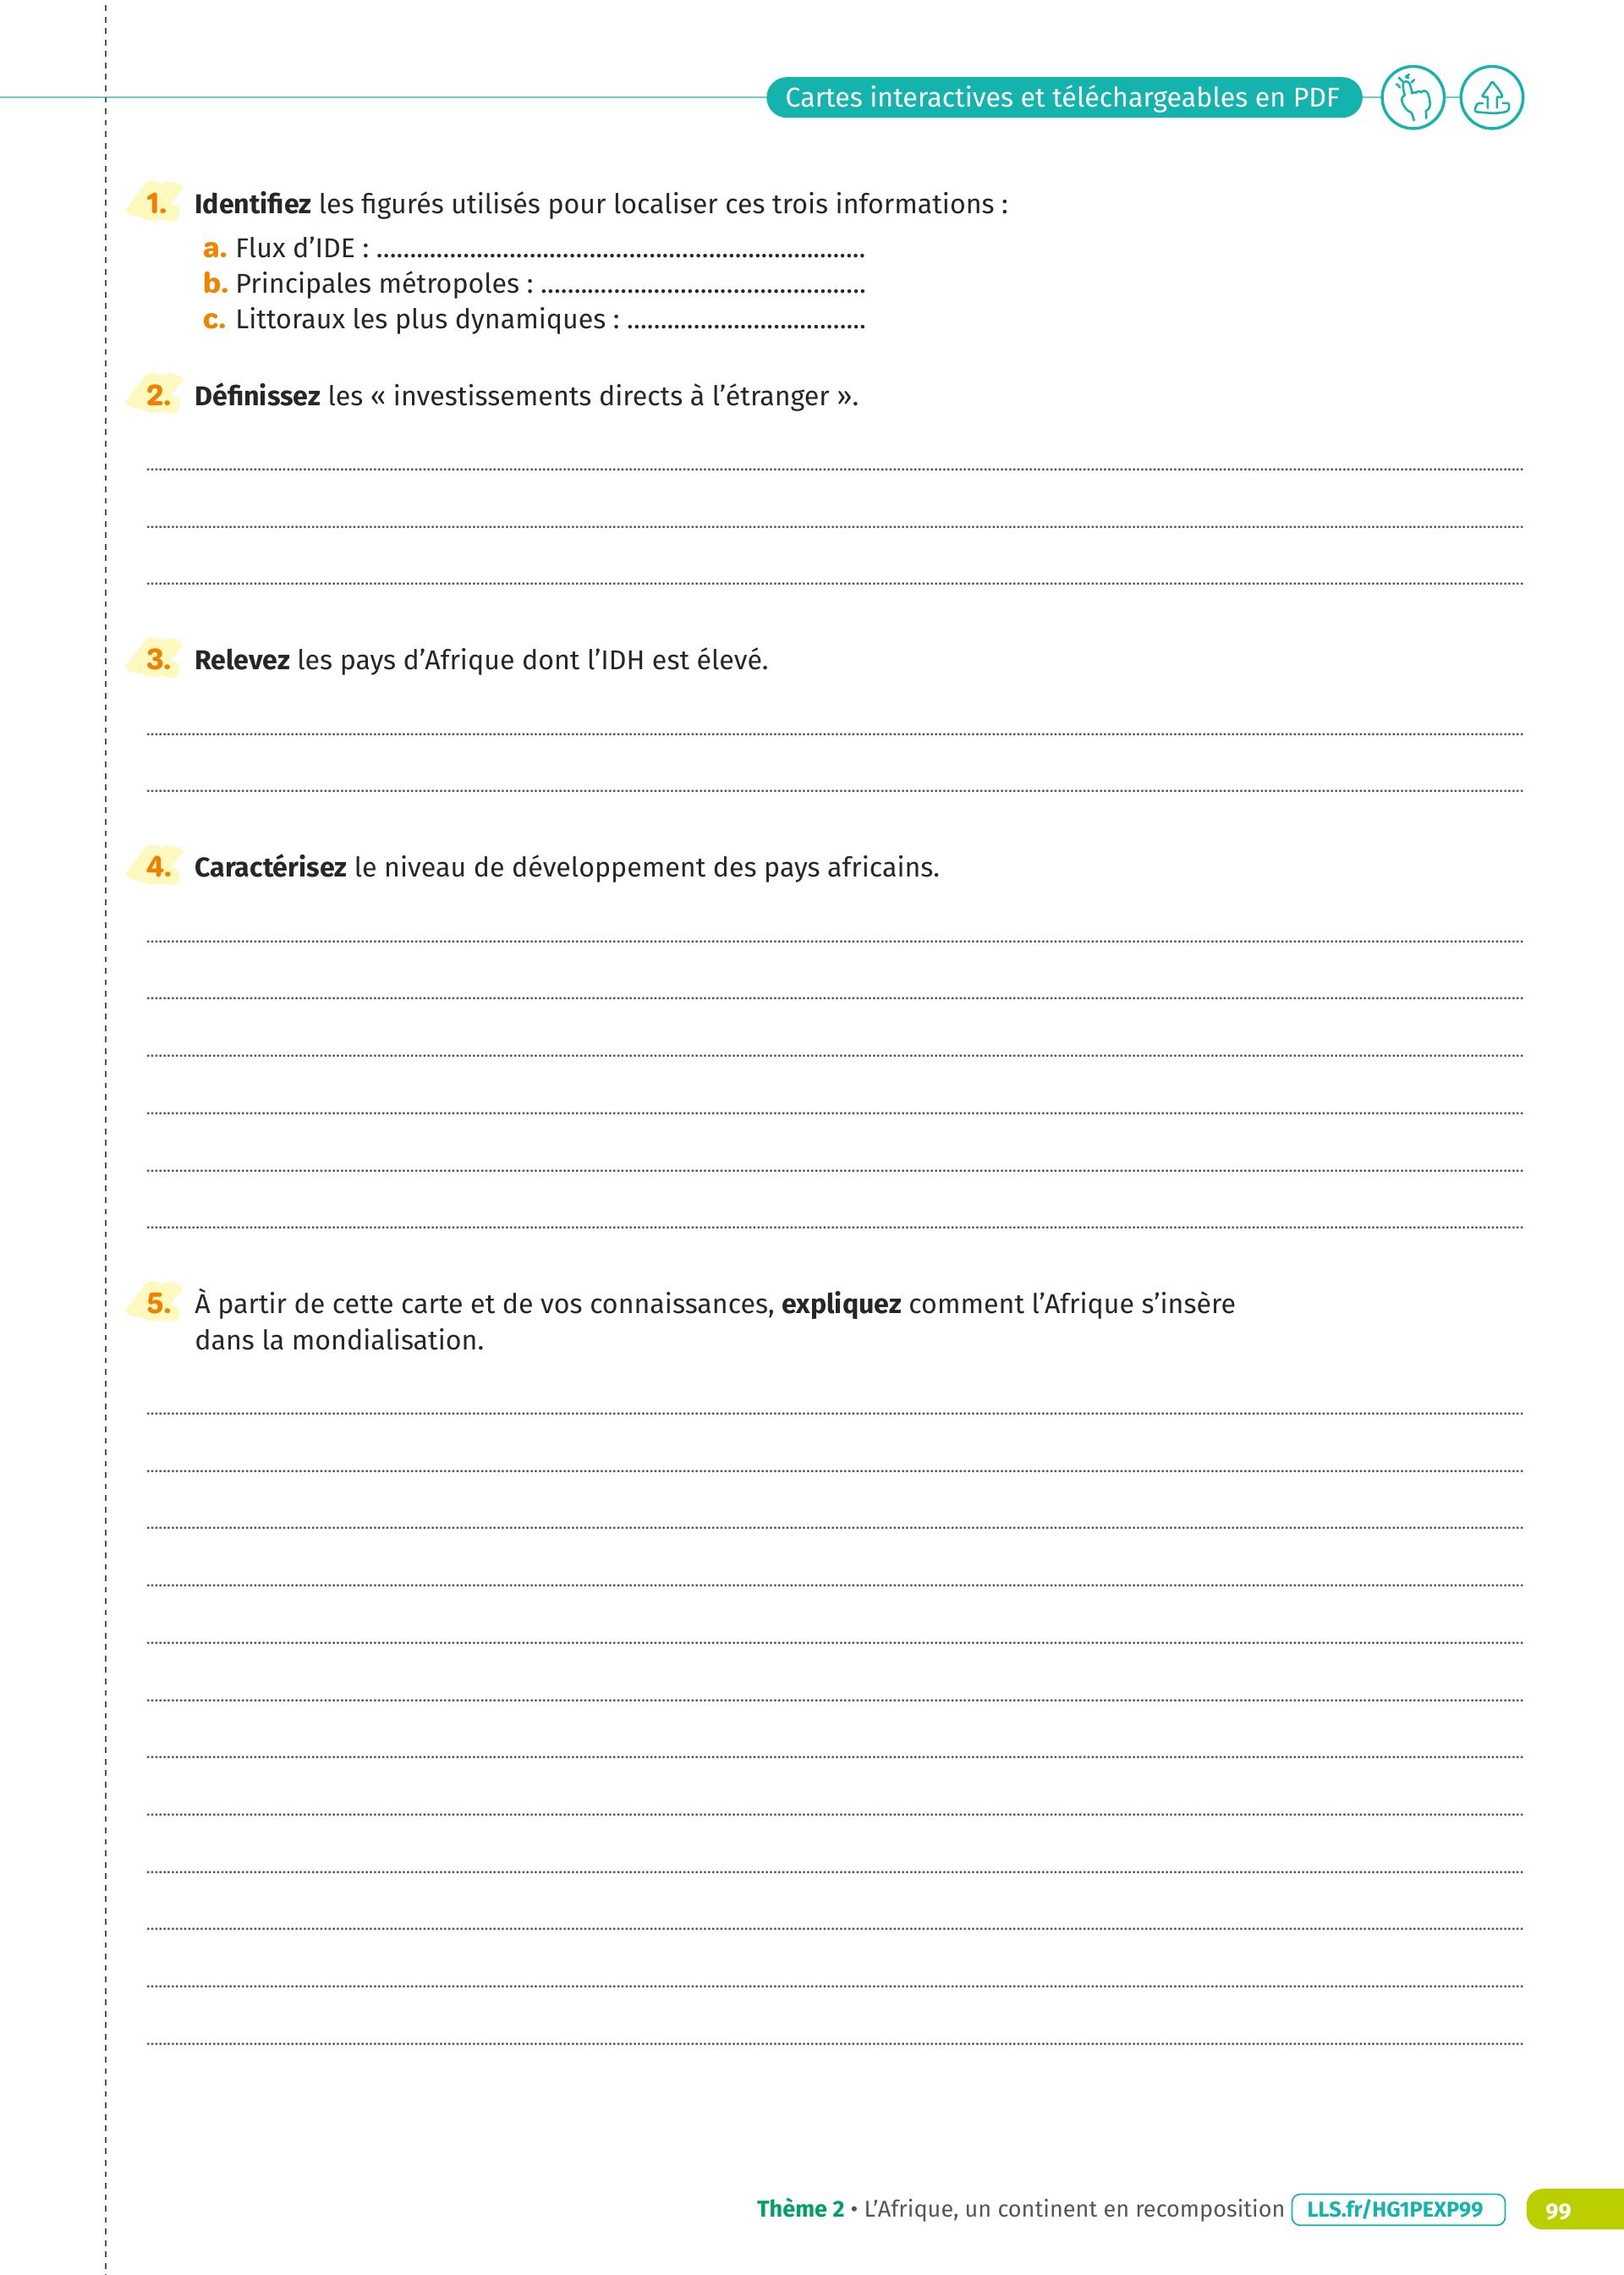 Cartes interactives et téléchargeables en PDF
1. Identifiez les figurés utilisés pour localiser ces trois informations :
a. Flux d’IDE : ..........................................................................
b. Principales métropoles : .................................................
c. Littoraux les plus dynamiques : ....................................
2. Définissez les « investissements directs à l’étranger ».
3. Relevez les pays d’Afrique dont l’IDH est élevé.
4. Caractérisez le niveau de développement des pays africains.
5. À partir de cette carte et de vos connaissances, expliquez comment l’Afrique s’insère
dans la mondialisation.
Thème 2 • L’Afrique, un continent en recomposition LLS.fr/HG1PEXP99 99